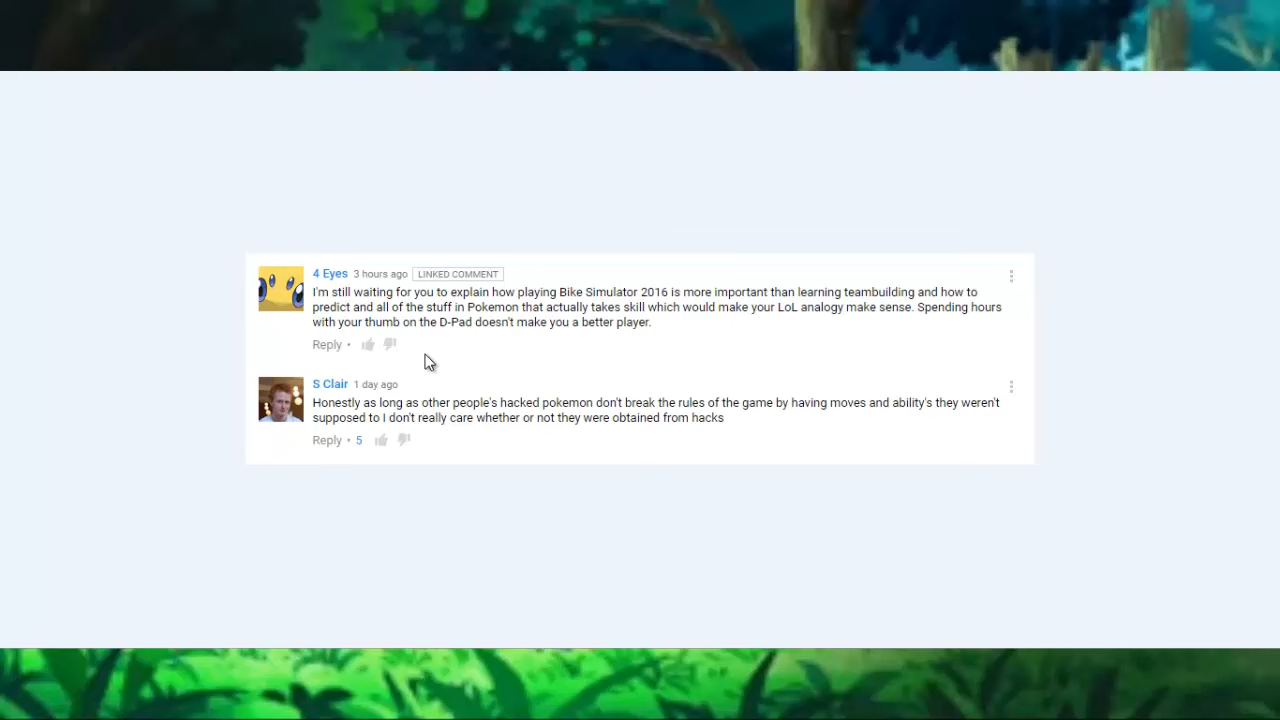 4 Eyes 3 hours ago LINKED COMMENT
I'm still waiting for you to explain how playing Bike Simulator 2016 is more important than learning teambuilding and how to
predict and all of the stuff in Pokemon that actually takes skill which would make your LoL analogy make sense. Spending hours
with your thumb on the D-Pad doesn't make you a better player.
Reply •
S Clair 1 day ago
Honestly as long as other people's hacked pokemon don't break the rules of the game by having moves and ability's they weren't
supposed to I don't really care whether or not they were obtained from hacks
Reply • 5